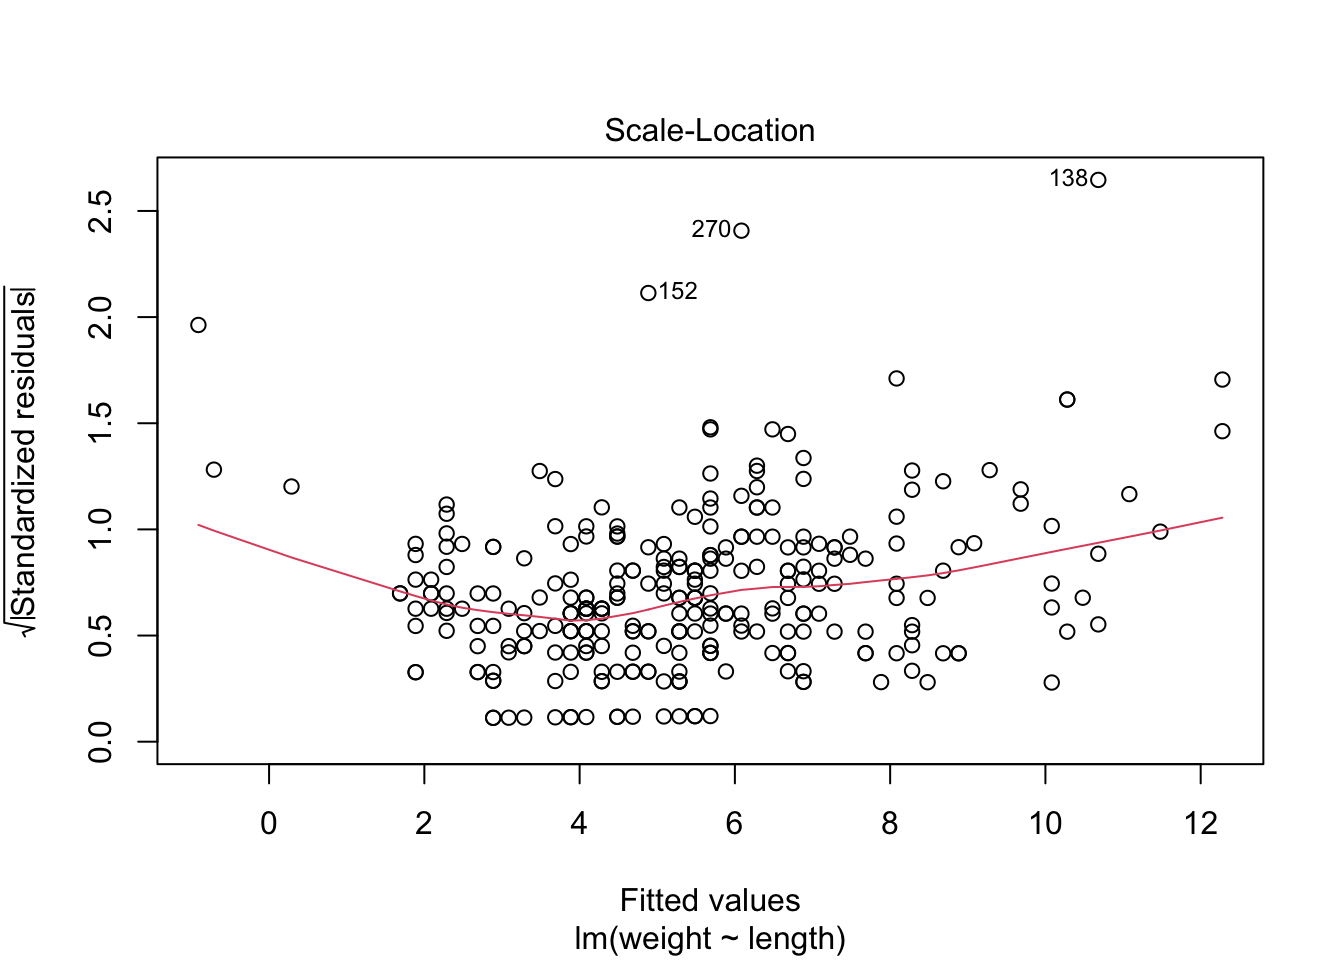 Scale-Location
√|Standardized residuals|
2.5
2.0
1.5
1.0
0.5
0.0
138
270
152
0 2 4 6 8 10 12
Fitted values
lm(weight ~ length)